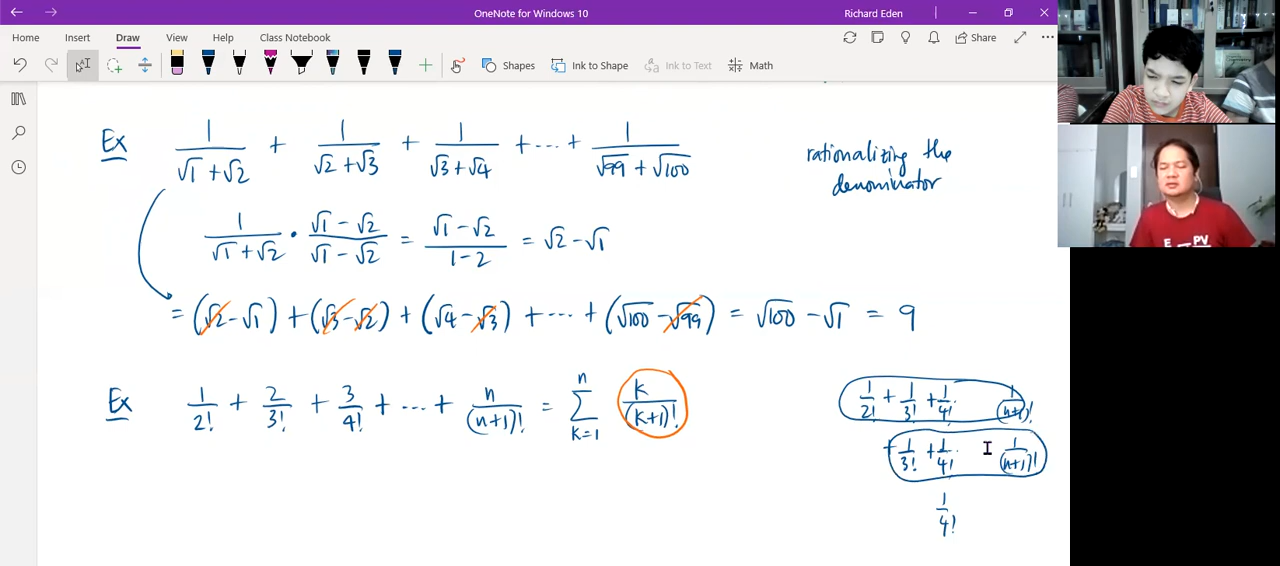 OneNote for Windows 10
Richard Eden
Home Insert Draw View Help Class Notebook
Share
Shapes Ink to Shape Ink to Text Math
Ex 1/(√1+√2) + 1/(√2+√3) + 1/(√3+√4) + ... + 1/(√99+√100)
rationalizing the
denominator
1/(√1+√2) • (√1-√2)/(√1-√2) = (√1-√2)/(1-2) = √2-√1
= (√2-√1) + (√3-√2) + (√4-√3) + ... + (√100-√99) = √100-√1 = 9
Ex 1/2! + 2/3! + 3/4! + ... + n/(n+1)! = Σ_{k=1}^{n} k/(k+1)!
1/2! + 1/3! + 1/4! ... 1/(n+1)!
+ 1/3! + 1/4! ... 1/(n+1)!
1/4!